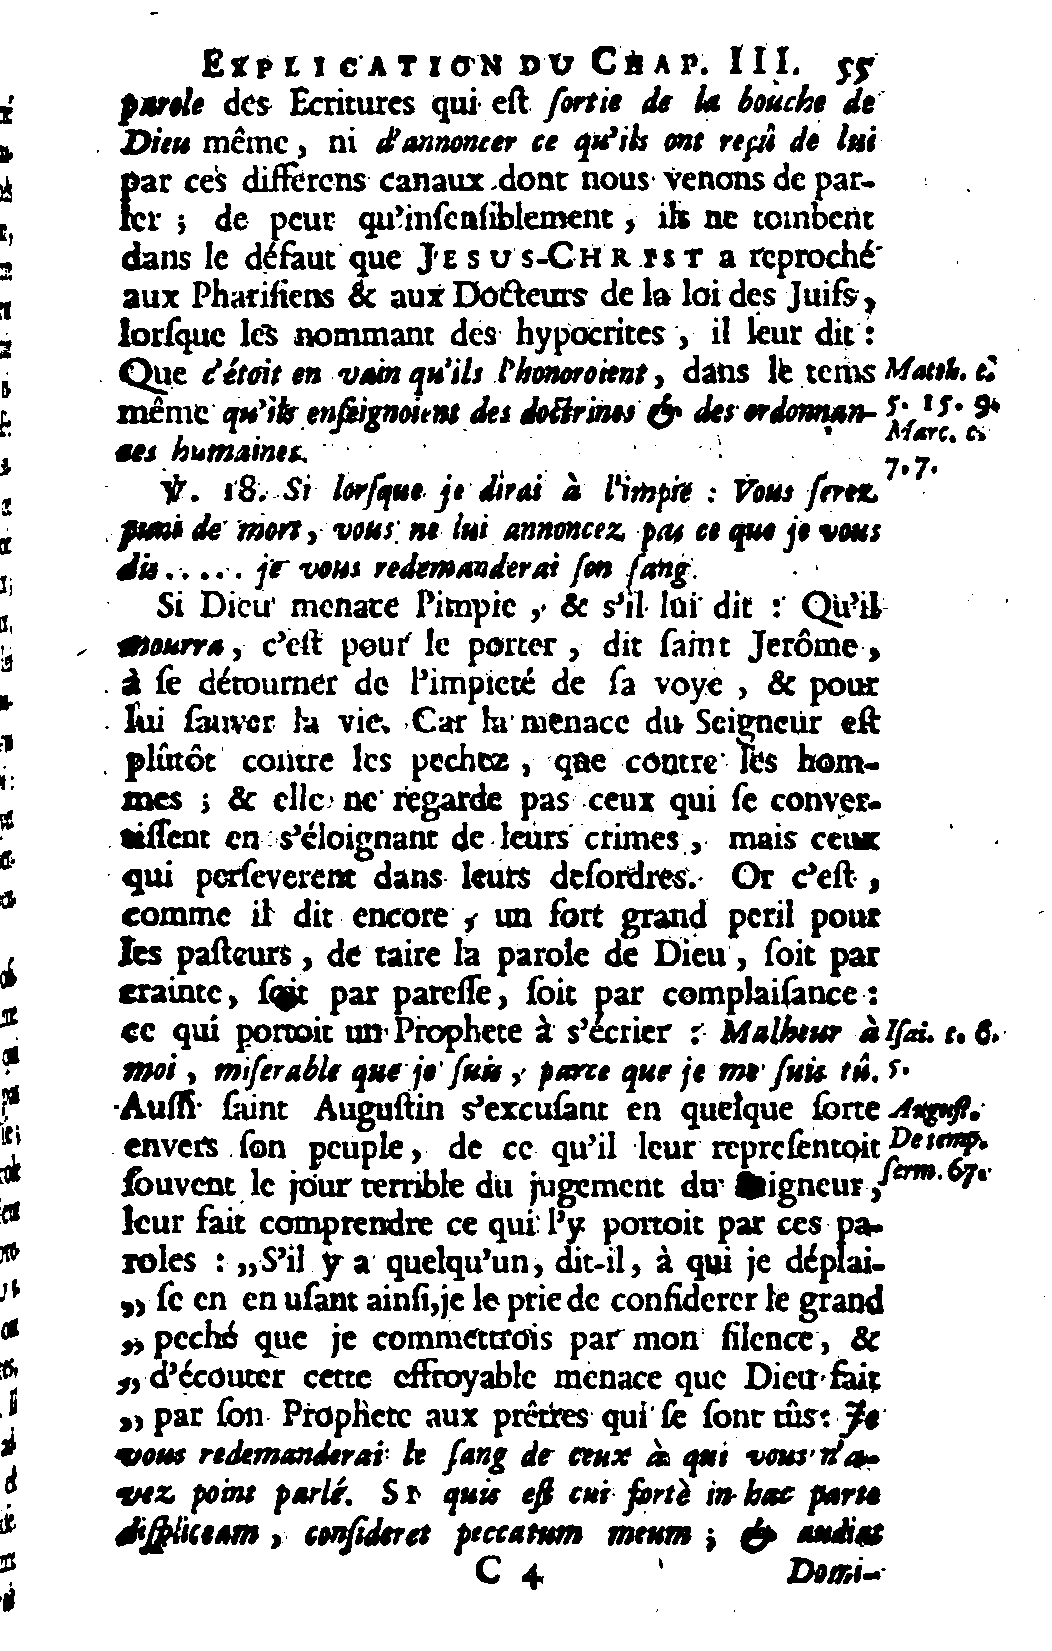 EXPLICATION DU CHAP. III. 55
parole des Ecritures qui est ſortie de la bouche de
Dieu même, ni d'annoncer ce qu'ils ont reçû de lui
par ces differens canaux dont nous venons de par-
ler ; de peur qu'inſenſiblement, ils ne tombent
dans le défaut que JESUS-CHRIST a reproché
aux Phariſiens & aux Docteurs de la loi des Juifs,
lorſque les nommant des hypocrites, il leur dit :
Que c'étoit en vain qu'ils l'honoroient, dans le tems Matth. c.
même qu'ils enſeignoient des doctrines & des ordonnan- 5. 15. 9.
ces humaines. Marc. c.
7. 7.
℣. 18. Si lorſque je dirai à l'impie : Vous ſerez
puni de mort, vous ne lui annoncez pas ce que je vous
dis..... je vous redemanderai ſon ſang.
Si Dieu menace l'impie, & s'il lui dit : Qu'il
mourra, c'eſt pour le porter, dit ſaint Jerôme,
à ſe détourner de l'impieté de ſa voye, & pour
lui ſauver la vie. Car la menace du Seigneur eſt
plûtôt contre les pechez, que contre les hom-
mes ; & elle ne regarde pas ceux qui ſe conver-
tiſſent en s'éloignant de leurs crimes, mais ceux
qui perſeverent dans leurs deſordres. Or c'eſt,
comme il dit encore, un fort grand peril pour
les paſteurs, de taire la parole de Dieu, ſoit par
crainte, ſoit par pareſſe, ſoit par complaiſance :
ce qui portoit un Prophete à s'écrier : Malheur à Iſai. c. 6.
moi, miſerable que je ſuis, parce que je me ſuis tû. 5.
Auſſi ſaint Auguſtin s'excuſant en quelque ſorte Auguſt.
envers ſon peuple, de ce qu'il leur repreſentoit De temp.
ſouvent le jour terrible du jugement du Seigneur, ſerm. 67.
leur fait comprendre ce qui l'y portoit par ces pa-
roles : „S'il y a quelqu'un, dit-il, à qui je déplai-
„ ſe en en uſant ainſi, je le prie de conſiderer le grand
„ peché que je commettrois par mon ſilence, &
„ d'écouter cette effroyable menace que Dieu fait
„ par ſon Prophete aux prêtres qui ſe ſont tûs : Je
vous redemanderai le ſang de ceux à qui vous n'a-
vez point parlé. SI quis eſt cui fortè in hac parte
diſpliceam, conſideret peccatum meum ; & audiat
C 4 Domi-